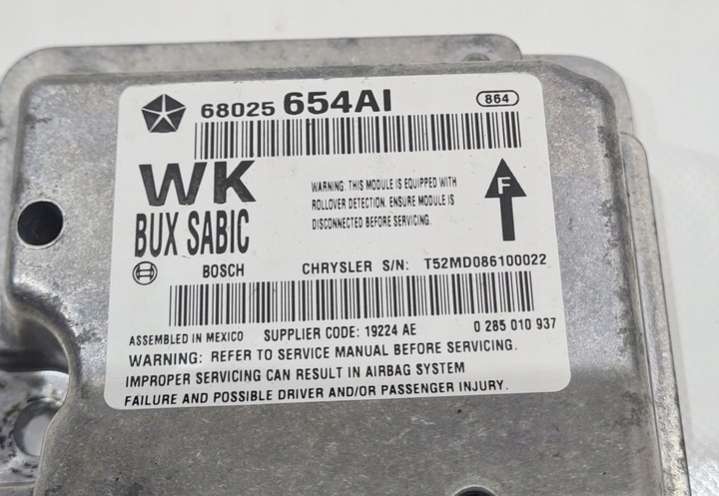 68025 654AI 864
WK
WARNING: THIS MODULE IS EQUIPPED WITH
ROLLOVER DETECTION. ENSURE MODULE IS
DISCONNECTED BEFORE SERVICING.
F
BUX SABIC
BOSCH CHRYSLER S/N: T52MD086100022
ASSEMBLED IN MEXICO SUPPLIER CODE: 19224 AE 0 285 010 937
WARNING: REFER TO SERVICE MANUAL BEFORE SERVICING.
IMPROPER SERVICING CAN RESULT IN AIRBAG SYSTEM
FAILURE AND POSSIBLE DRIVER AND/OR PASSENGER INJURY.